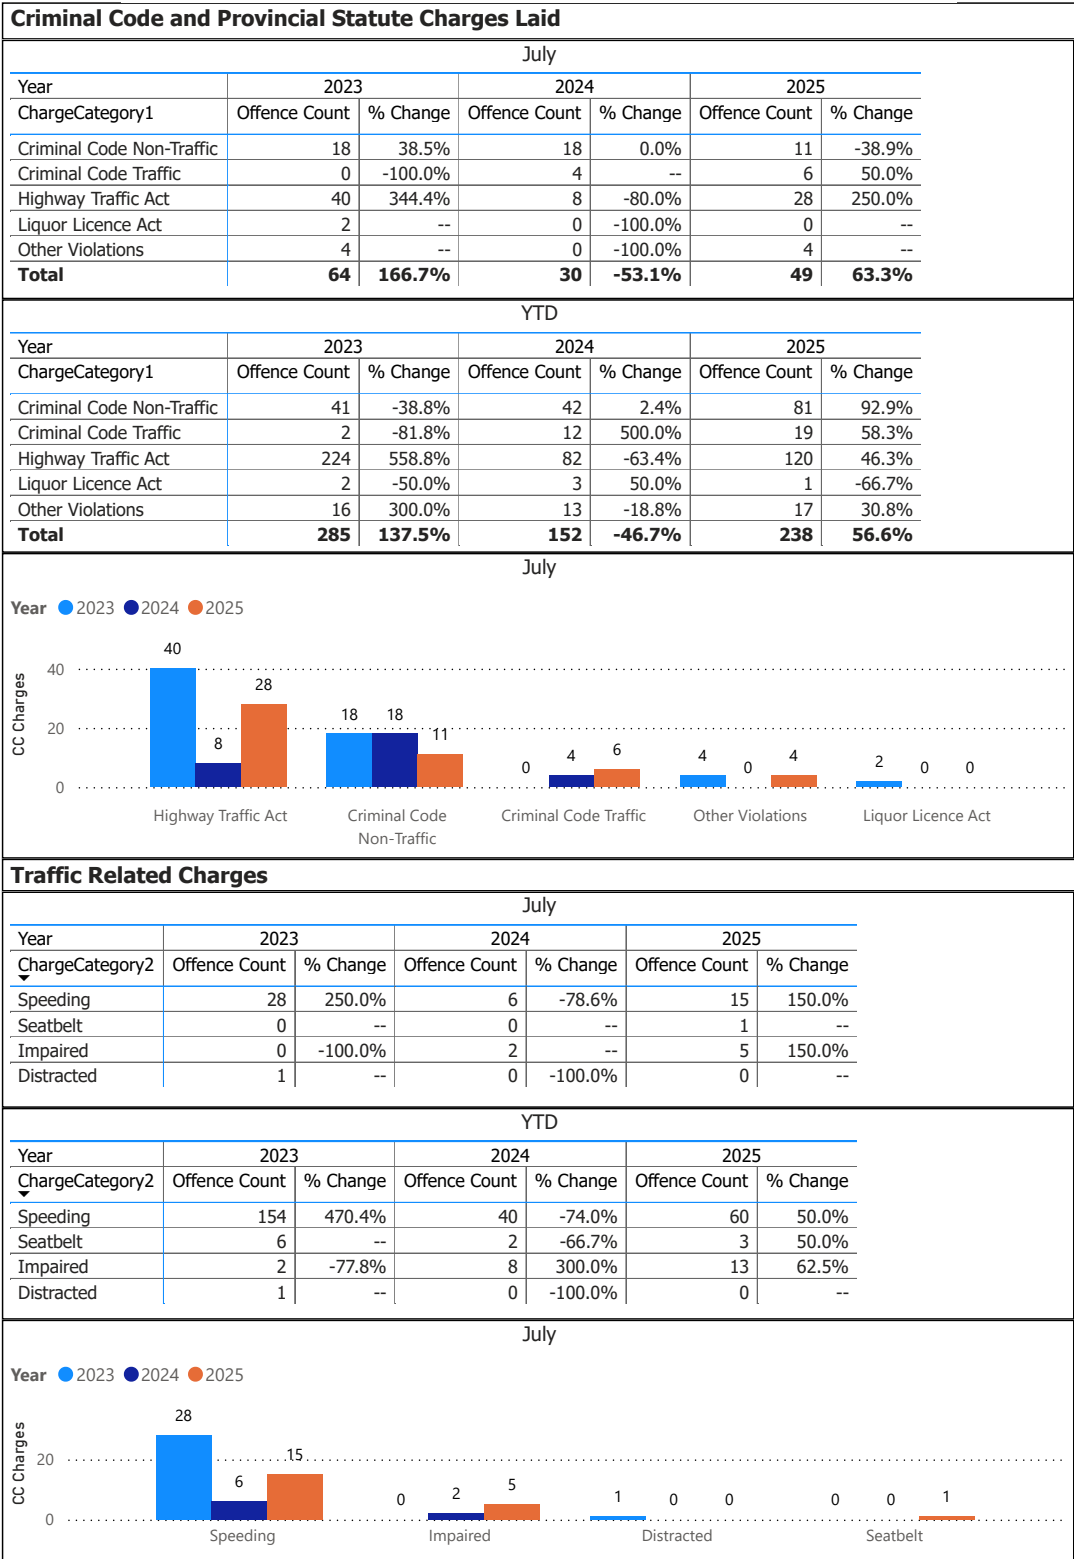 Criminal Code and Provincial Statute Charges Laid
July
Year 2023 2024 2025
ChargeCategory1 Offence Count % Change Offence Count % Change Offence Count % Change
Criminal Code Non-Traffic 18 38.5% 18 0.0% 11 -38.9%
Criminal Code Traffic 0 -100.0% 4 -- 6 50.0%
Highway Traffic Act 40 344.4% 8 -80.0% 28 250.0%
Liquor Licence Act 2 -- 0 -100.0% 0 --
Other Violations 4 -- 0 -100.0% 4 --
Total 64 166.7% 30 -53.1% 49 63.3%
YTD
Year 2023 2024 2025
ChargeCategory1 Offence Count % Change Offence Count % Change Offence Count % Change
Criminal Code Non-Traffic 41 -38.8% 42 2.4% 81 92.9%
Criminal Code Traffic 2 -81.8% 12 500.0% 19 58.3%
Highway Traffic Act 224 558.8% 82 -63.4% 120 46.3%
Liquor Licence Act 2 -50.0% 3 50.0% 1 -66.7%
Other Violations 16 300.0% 13 -18.8% 17 30.8%
Total 285 137.5% 152 -46.7% 238 56.6%
July
Year 2023 2024 2025
CC Charges
40
20
0
40 8 28
18 18 11
0 4 6
4 0 4
2 0 0
Highway Traffic Act Criminal Code Criminal Code Traffic Other Violations Liquor Licence Act
Non-Traffic
Traffic Related Charges
July
Year 2023 2024 2025
ChargeCategory2 Offence Count % Change Offence Count % Change Offence Count % Change
Speeding 28 250.0% 6 -78.6% 15 150.0%
Seatbelt 0 -- 0 -- 1 --
Impaired 0 -100.0% 2 -- 5 150.0%
Distracted 1 -- 0 -100.0% 0 --
YTD
Year 2023 2024 2025
ChargeCategory2 Offence Count % Change Offence Count % Change Offence Count % Change
Speeding 154 470.4% 40 -74.0% 60 50.0%
Seatbelt 6 -- 2 -66.7% 3 50.0%
Impaired 2 -77.8% 8 300.0% 13 62.5%
Distracted 1 -- 0 -100.0% 0 --
July
Year 2023 2024 2025
CC Charges
20
0
28 6 15
0 2 5
1 0 0
0 0 1
Speeding Impaired Distracted Seatbelt